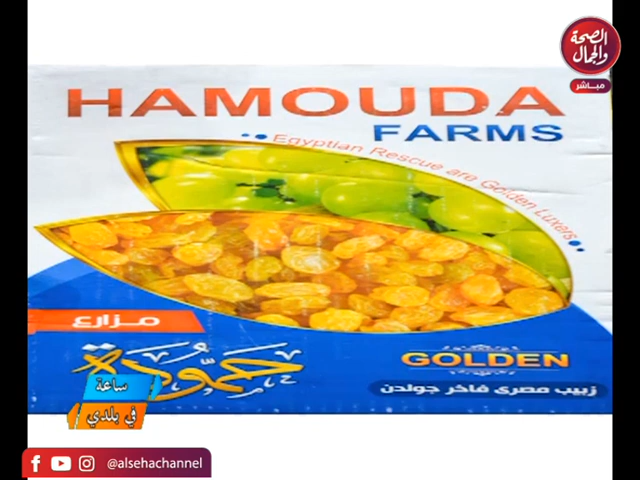 الصحة
والجمال
مباشر
HAMOUDA
FARMS
Egyptian Rescue are Golden Luxers
مزارع
حمودة
GOLDEN
زبيب مصرى فاخر جولدن
ساعة
في بلدي
@alsehachannel